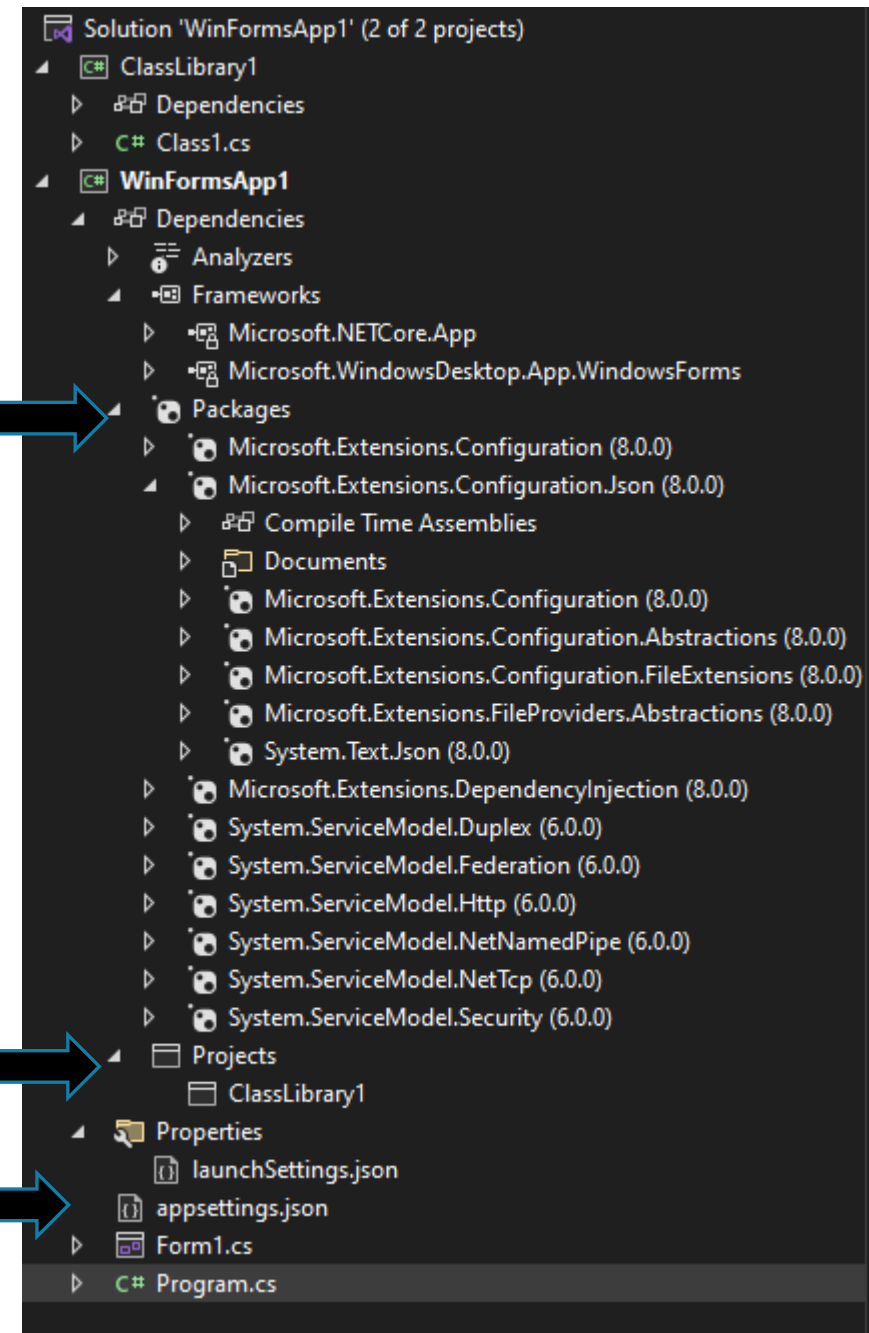 Solution 'WinFormsApp1' (2 of 2 projects)
C# ClassLibrary1
Dependencies
C# Class1.cs
C# WinFormsApp1
Dependencies
Analyzers
Frameworks
Microsoft.NETCore.App
Microsoft.WindowsDesktop.App.WindowsForms
Packages
Microsoft.Extensions.Configuration (8.0.0)
Microsoft.Extensions.Configuration.Json (8.0.0)
Compile Time Assemblies
Documents
Microsoft.Extensions.Configuration (8.0.0)
Microsoft.Extensions.Configuration.Abstractions (8.0.0)
Microsoft.Extensions.Configuration.FileExtensions (8.0.0)
Microsoft.Extensions.FileProviders.Abstractions (8.0.0)
System.Text.Json (8.0.0)
Microsoft.Extensions.DependencyInjection (8.0.0)
System.ServiceModel.Duplex (6.0.0)
System.ServiceModel.Federation (6.0.0)
System.ServiceModel.Http (6.0.0)
System.ServiceModel.NetNamedPipe (6.0.0)
System.ServiceModel.NetTcp (6.0.0)
System.ServiceModel.Security (6.0.0)
Projects
ClassLibrary1
Properties
launchSettings.json
appsettings.json
Form1.cs
C# Program.cs